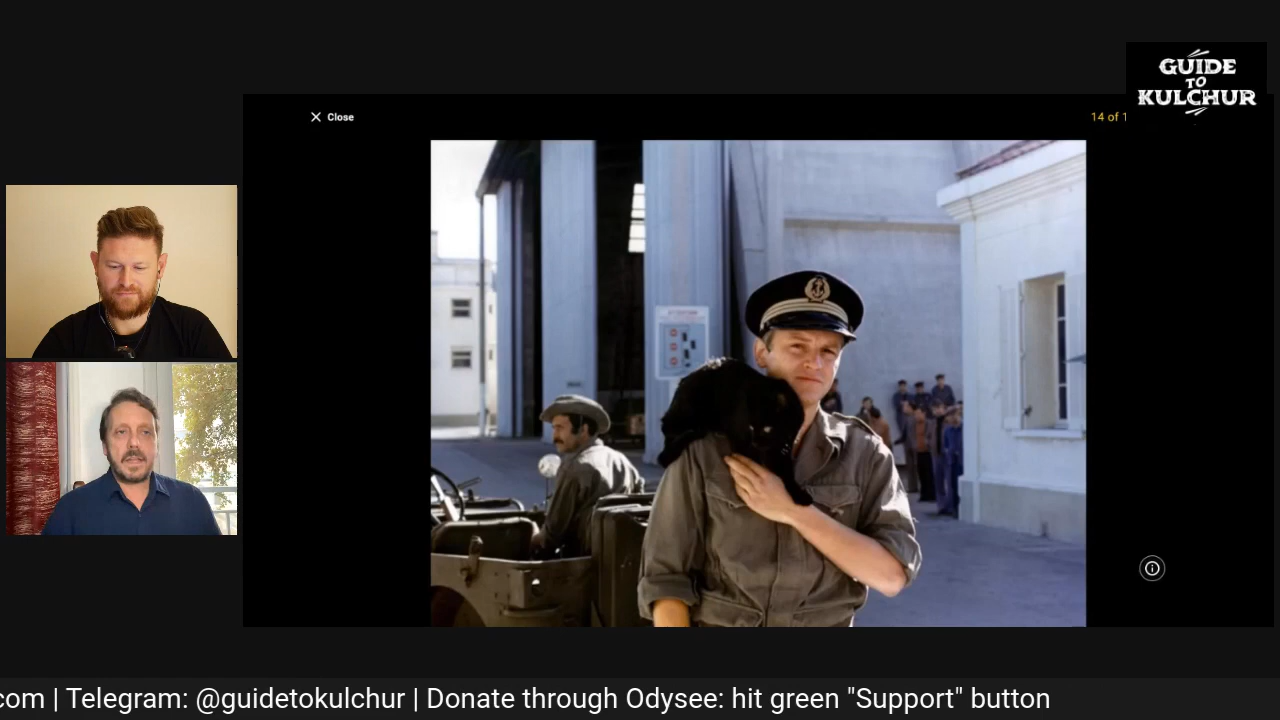 GUIDE
TO
KULCHUR
Close
14 of 1
com | Telegram: @guidetokulchur | Donate through Odysee: hit green "Support" button